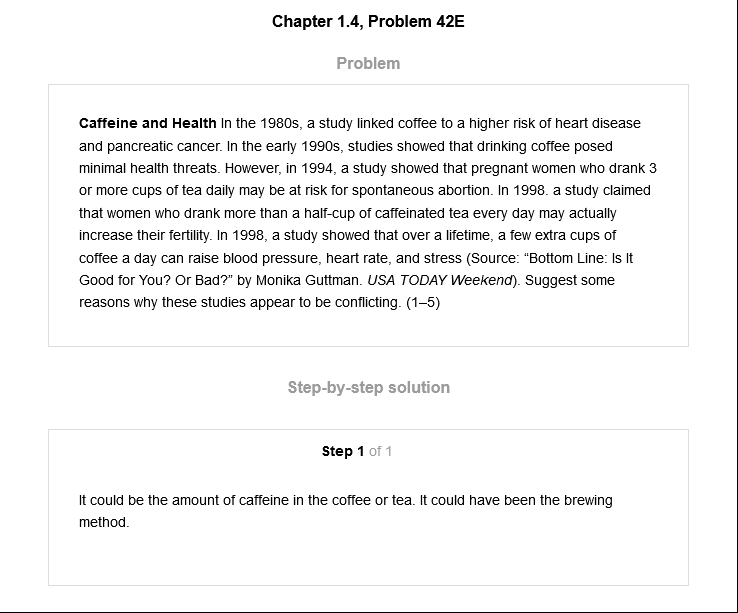 Chapter 1.4, Problem 42E
Problem
Caffeine and Health In the 1980s, a study linked coffee to a higher risk of heart disease
and pancreatic cancer. In the early 1990s, studies showed that drinking coffee posed
minimal health threats. However, in 1994, a study showed that pregnant women who drank 3
or more cups of tea daily may be at risk for spontaneous abortion. In 1998. a study claimed
that women who drank more than a half-cup of caffeinated tea every day may actually
increase their fertility. In 1998, a study showed that over a lifetime, a few extra cups of
coffee a day can raise blood pressure, heart rate, and stress (Source: “Bottom Line: Is It
Good for You? Or Bad?” by Monika Guttman. USA TODAY Weekend). Suggest some
reasons why these studies appear to be conflicting. (1–5)
Step-by-step solution
Step 1 of 1
It could be the amount of caffeine in the coffee or tea. It could have been the brewing
method.